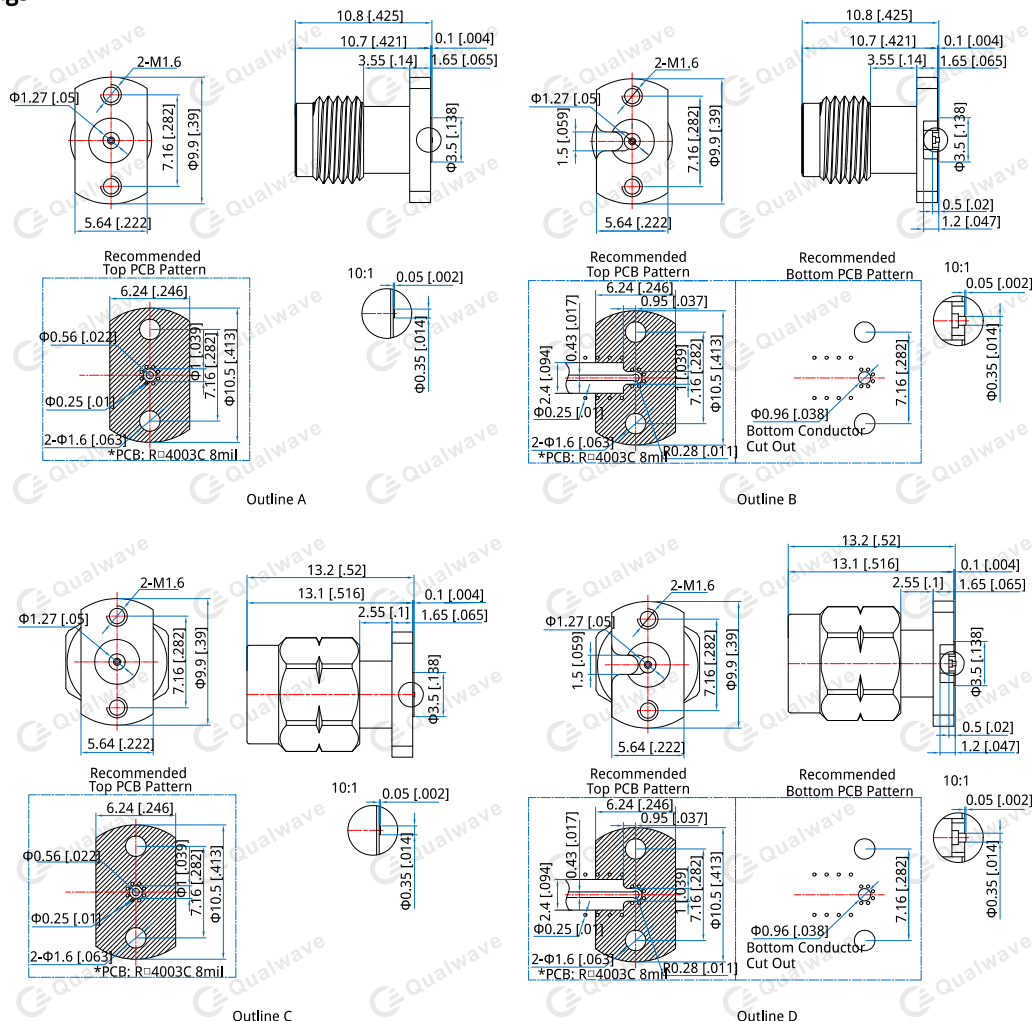 10.8 [.425]
10.7 [.421]
0.1 [.004]
3.55 [.14]
1.65 [.065]
2-M1.6
Φ1.27 [.05]
7.16 [.282]
Φ9.9 [.39]
Φ3.5 [.138]
5.64 [.222]
Recommended
Top PCB Pattern
6.24 [.246]
Φ0.56 [.022]
Φ1 [.039]
7.16 [.282]
Φ10.5 [.413]
Φ0.25 [.01]
2-Φ1.6 [.063]
*PCB: R□4003C 8mil
10:1
0.05 [.002]
Φ0.35 [.014]
Outline A
10.8 [.425]
10.7 [.421]
0.1 [.004]
3.55 [.14]
1.65 [.065]
2-M1.6
Φ1.27 [.05]
1.5 [.059]
7.16 [.282]
Φ9.9 [.39]
Φ3.5 [.138]
0.5 [.02]
1.2 [.047]
5.64 [.222]
Recommended
Top PCB Pattern
6.24 [.246]
0.95 [.037]
0.43 [.017]
2.4 [.094]
1 [.039]
7.16 [.282]
Φ10.5 [.413]
Φ0.25 [.01]
2-Φ1.6 [.063]
R0.28 [.011]
*PCB: R□4003C 8mil
Recommended
Bottom PCB Pattern
7.16 [.282]
Φ0.96 [.038]
Bottom Conductor
Cut Out
10:1
0.05 [.002]
Φ0.35 [.014]
Outline B
13.2 [.52]
13.1 [.516]
0.1 [.004]
2.55 [.1]
1.65 [.065]
2-M1.6
Φ1.27 [.05]
7.16 [.282]
Φ9.9 [.39]
Φ3.5 [.138]
5.64 [.222]
Recommended
Top PCB Pattern
6.24 [.246]
Φ0.56 [.022]
Φ1 [.039]
7.16 [.282]
Φ10.5 [.413]
Φ0.25 [.01]
2-Φ1.6 [.063]
*PCB: R□4003C 8mil
10:1
0.05 [.002]
Φ0.35 [.014]
Outline C
13.2 [.52]
13.1 [.516]
0.1 [.004]
2.55 [.1]
1.65 [.065]
2-M1.6
Φ1.27 [.05]
1.5 [.059]
7.16 [.282]
Φ9.9 [.39]
Φ3.5 [.138]
0.5 [.02]
1.2 [.047]
5.64 [.222]
Recommended
Top PCB Pattern
6.24 [.246]
0.95 [.037]
0.43 [.017]
2.4 [.094]
1 [.039]
7.16 [.282]
Φ10.5 [.413]
Φ0.25 [.01]
2-Φ1.6 [.063]
R0.28 [.011]
*PCB: R□4003C 8mil
Recommended
Bottom PCB Pattern
7.16 [.282]
Φ0.96 [.038]
Bottom Conductor
Cut Out
10:1
0.05 [.002]
Φ0.35 [.014]
Outline D
Qualwave